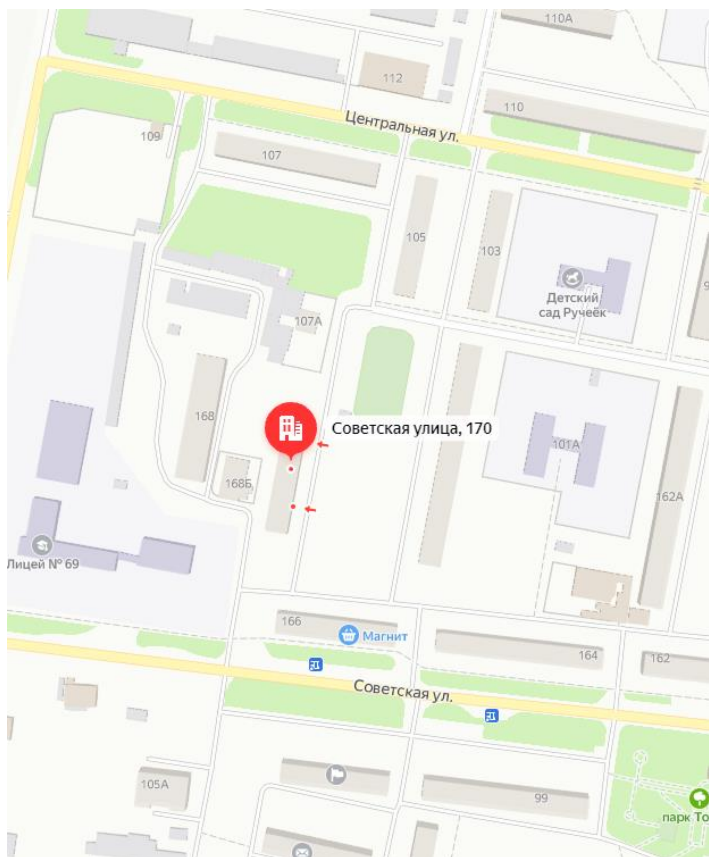 110А
112
110
Центральная ул.
109
107
105
103
Детский
сад Ручеёк
107А
168
Советская улица, 170
101А
168Б
162А
Лицей № 69
166
Магнит
164
162
Советская ул.
105А
99
парк То